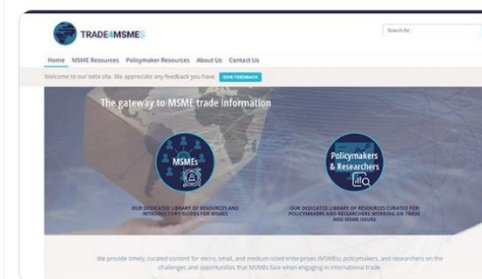 TRADE4MSMES
Search for
Home MSME Resources Policymaker Resources About Us Contact Us
Welcome to our beta site. We appreciate any feedback you have. GIVE FEEDBACK
The gateway to MSME trade information
MSMEs
Policymakers
& Researchers
OUR DEDICATED LIBRARY OF RESOURCES AND
INTRODUCTORY GUIDES FOR MSMES
OUR DEDICATED LIBRARY OF RESOURCES CURATED FOR
POLICYMAKERS AND RESEARCHERS WORKING ON TRADE
AND MSME ISSUES
We provide timely, curated content for micro, small, and medium-sized enterprises (MSMEs), policymakers, and researchers on the
challenges and opportunities that MSMEs face when engaging in international trade